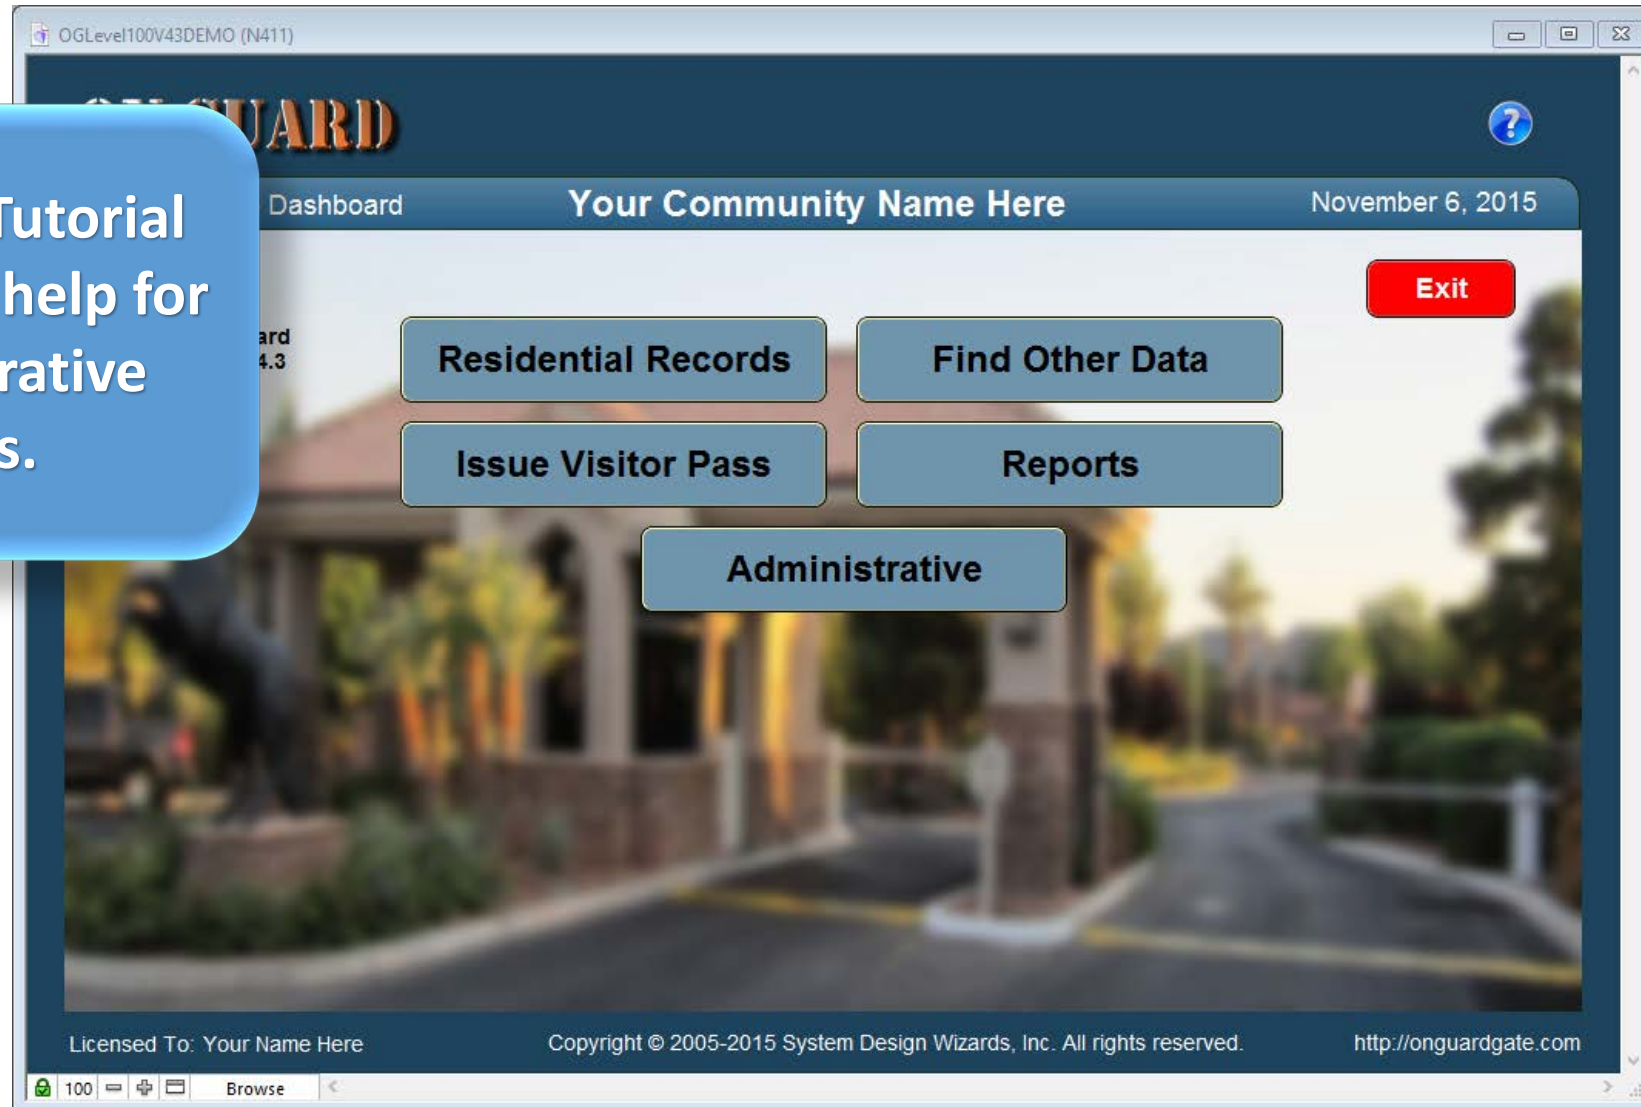 OGLevel100V43DEMO (N411)
GUARD
?
Dashboard
Your Community Name Here
November 6, 2015
Tutorial
help for
rative
s.
Exit
ard
4.3
Residential Records
Find Other Data
Issue Visitor Pass
Reports
Administrative
Licensed To: Your Name Here
Copyright © 2005-2015 System Design Wizards, Inc. All rights reserved.
http://onguardgate.com
100
Browse